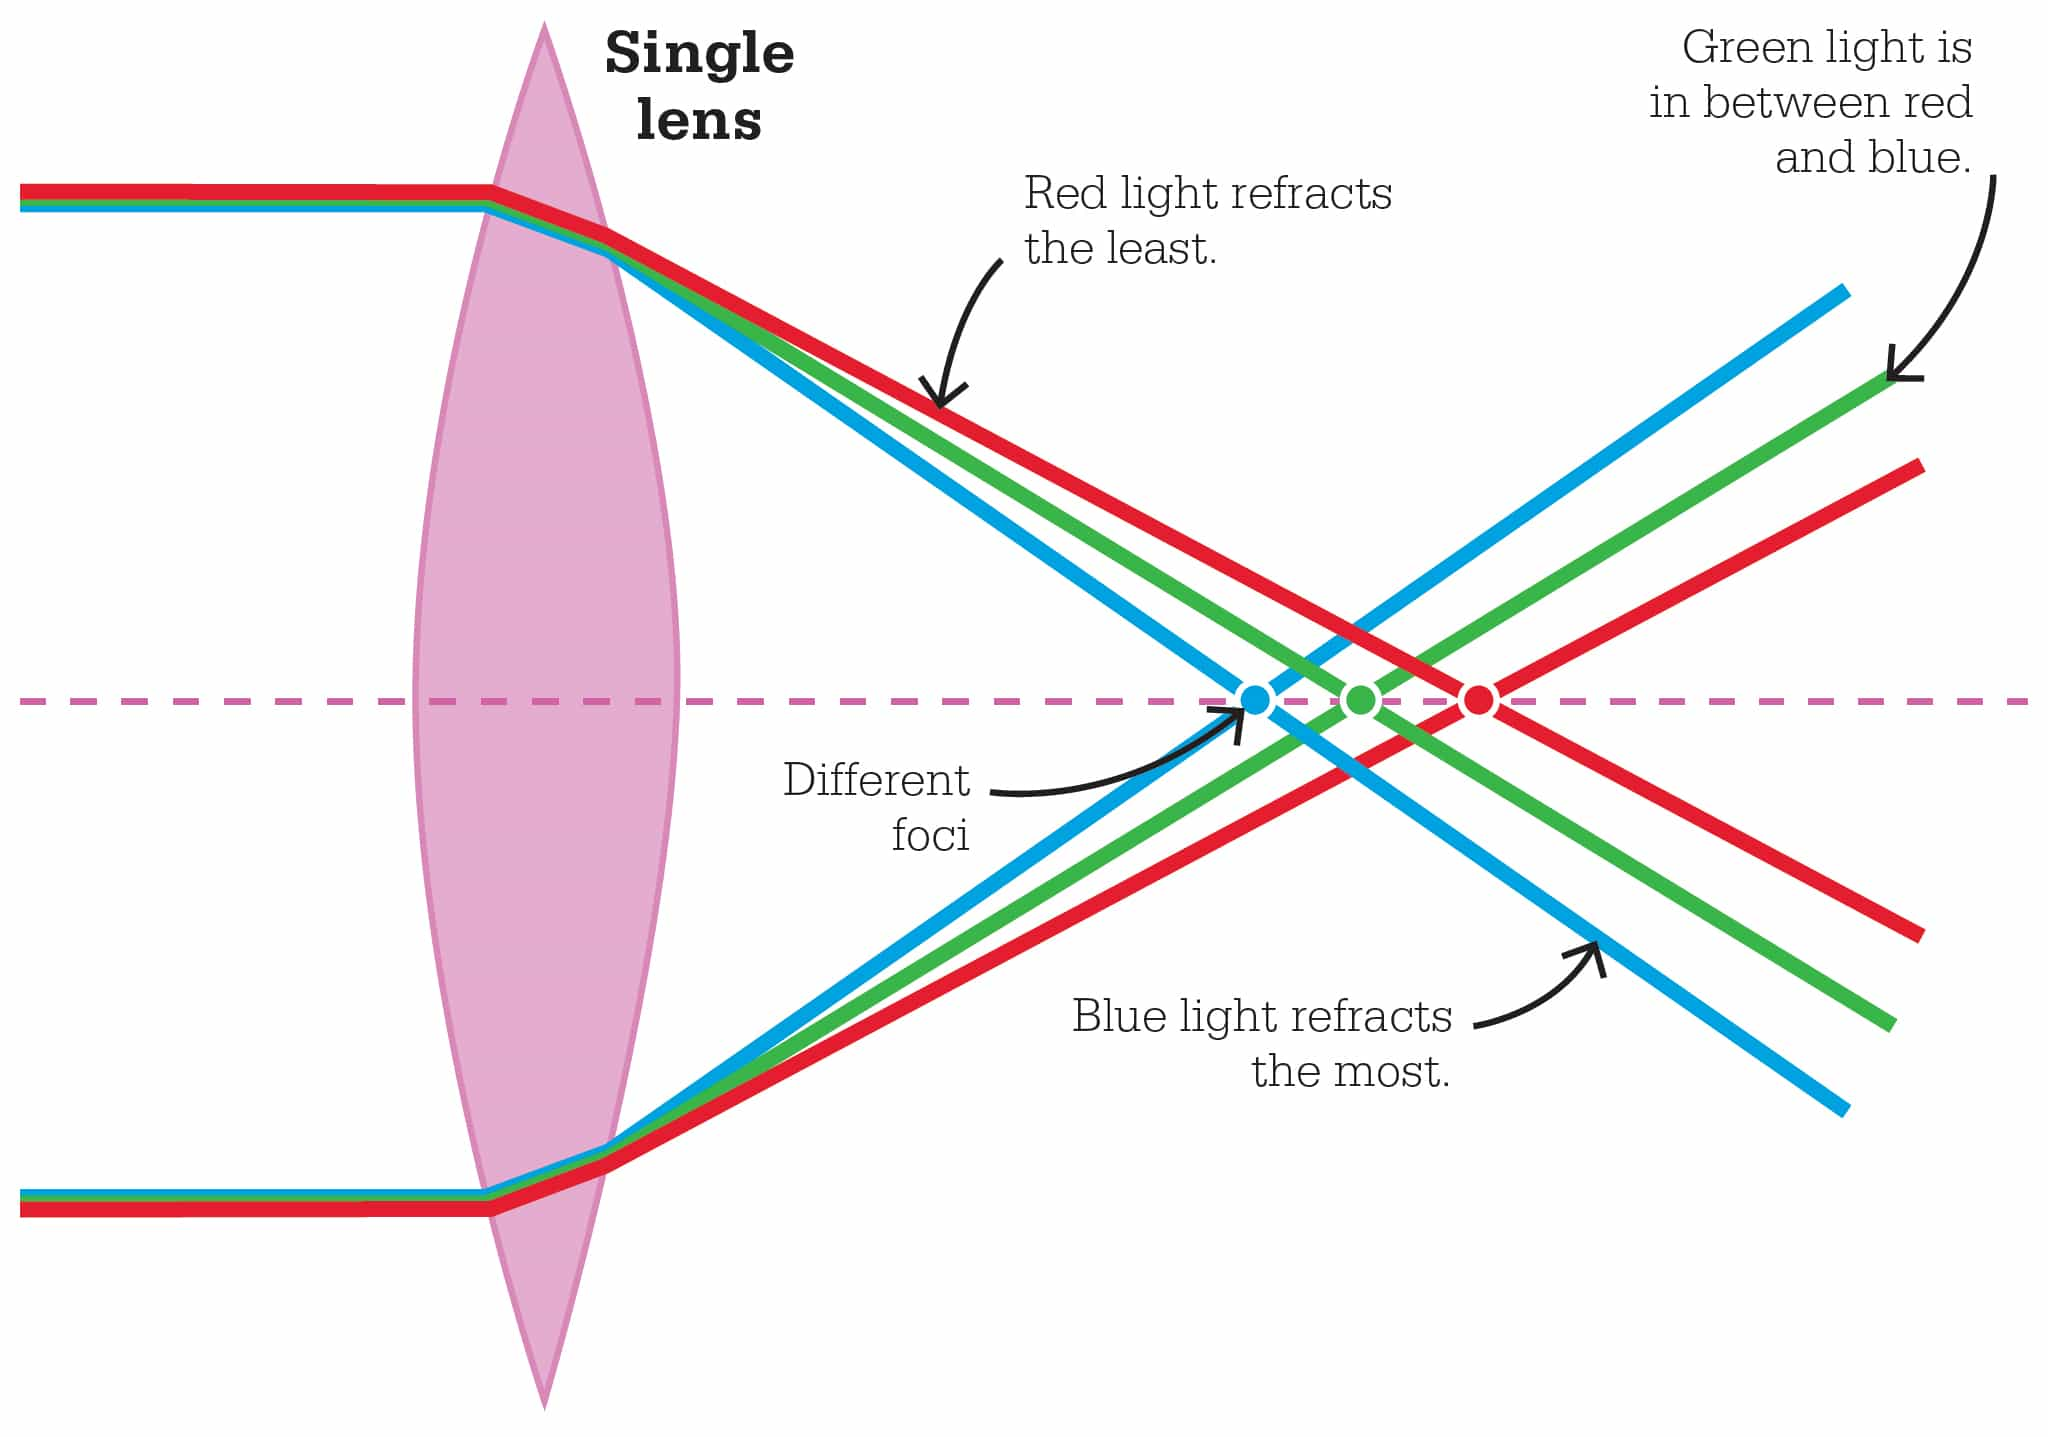 Single
lens
Green light is
in between red
and blue.
Red light refracts
the least.
Different
foci
Blue light refracts
the most.